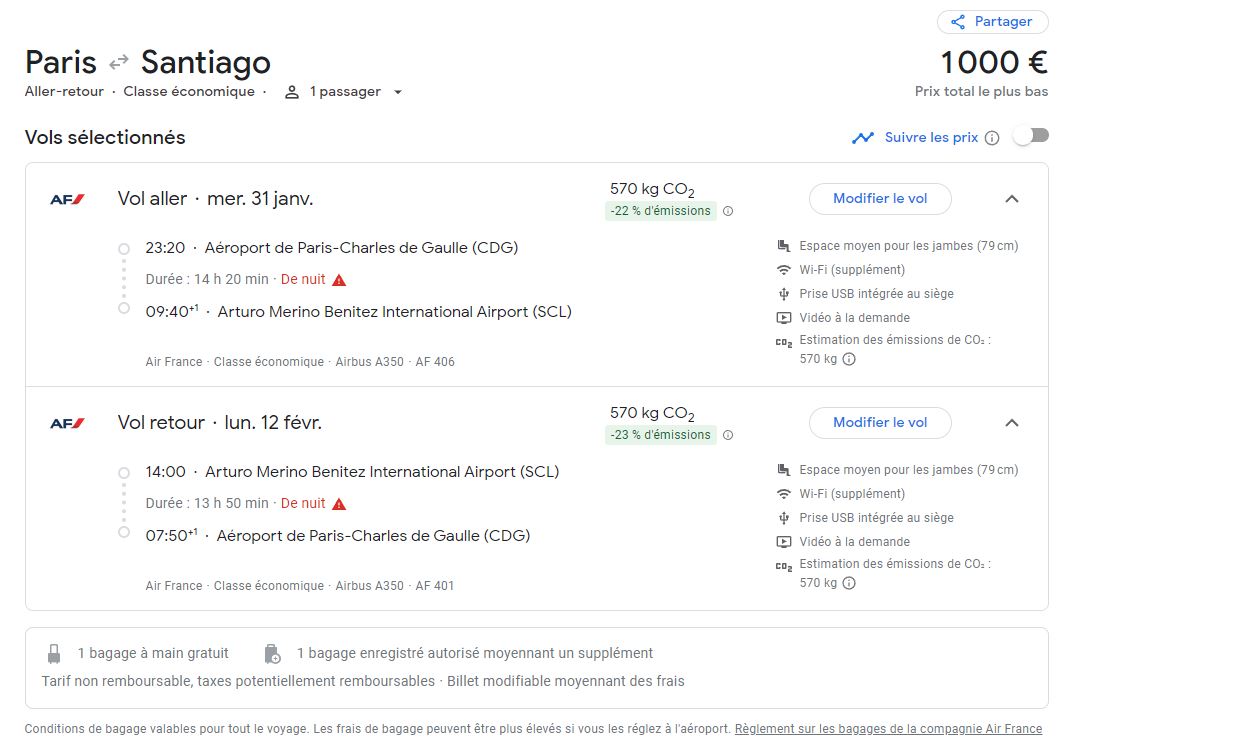 Partager
Paris Santiago
1 000 €
Aller-retour · Classe économique · 1 passager
Prix total le plus bas
Vols sélectionnés
Suivre les prix
AF
Vol aller · mer. 31 janv.
570 kg CO2
-22 % d'émissions
Modifier le vol
23:20 · Aéroport de Paris-Charles de Gaulle (CDG)
Durée : 14 h 20 min · De nuit
09:40+1 · Arturo Merino Benitez International Airport (SCL)
Air France · Classe économique · Airbus A350 · AF 406
Espace moyen pour les jambes (79 cm)
Wi-Fi (supplément)
Prise USB intégrée au siège
Vidéo à la demande
CO2 Estimation des émissions de CO₂ :
570 kg
AF
Vol retour · lun. 12 févr.
570 kg CO2
-23 % d'émissions
Modifier le vol
14:00 · Arturo Merino Benitez International Airport (SCL)
Durée : 13 h 50 min · De nuit
07:50+1 · Aéroport de Paris-Charles de Gaulle (CDG)
Air France · Classe économique · Airbus A350 · AF 401
Espace moyen pour les jambes (79 cm)
Wi-Fi (supplément)
Prise USB intégrée au siège
Vidéo à la demande
CO2 Estimation des émissions de CO₂ :
570 kg
1 bagage à main gratuit 1 bagage enregistré autorisé moyennant un supplément
Tarif non remboursable, taxes potentiellement remboursables · Billet modifiable moyennant des frais
Conditions de bagage valables pour tout le voyage. Les frais de bagage peuvent être plus élevés si vous les réglez à l'aéroport. Règlement sur les bagages de la compagnie Air France